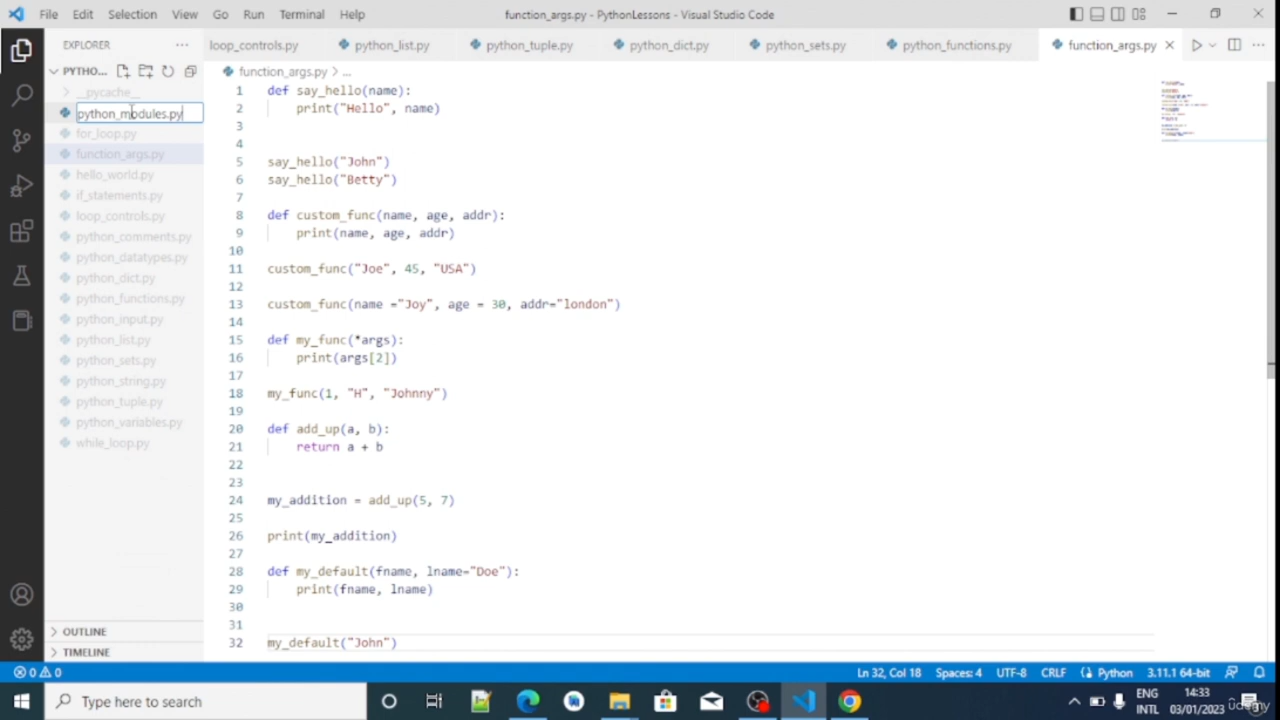 File Edit Selection View Go Run Terminal Help
function_args.py - PythonLessons - Visual Studio Code
EXPLORER
loop_controls.py python_list.py python_tuple.py python_dict.py python_sets.py python_functions.py function_args.py
PYTHO...
function_args.py > ...
__pycache__
python_modules.py
for_loop.py
function_args.py
hello_world.py
if_statements.py
loop_controls.py
python_comments.py
python_datatypes.py
python_dict.py
python_functions.py
python_input.py
python_list.py
python_sets.py
python_string.py
python_tuple.py
python_variables.py
while_loop.py
OUTLINE
TIMELINE
1 def say_hello(name):
2 print("Hello", name)
3
4
5 say_hello("John")
6 say_hello("Betty")
7
8 def custom_func(name, age, addr):
9 print(name, age, addr)
10
11 custom_func("Joe", 45, "USA")
12
13 custom_func(name ="Joy", age = 30, addr="london")
14
15 def my_func(*args):
16 print(args[2])
17
18 my_func(1, "H", "Johnny")
19
20 def add_up(a, b):
21 return a + b
22
23
24 my_addition = add_up(5, 7)
25
26 print(my_addition)
27
28 def my_default(fname, lname="Doe"):
29 print(fname, lname)
30
31
32 my_default("John")
0 0 Ln 32, Col 18 Spaces: 4 UTF-8 CRLF Python 3.11.1 64-bit
Type here to search
ENG
INTL
14:33
03/01/2023
udemy